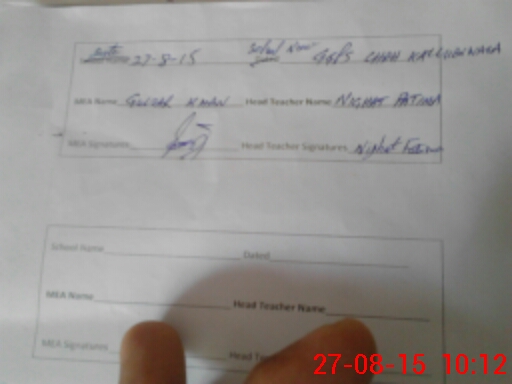 Date 27-8-15 School Name GGPS CHAH
MEA Name GULZAR KHAN Head Teacher Name NIGHAT FATIMA
MEA Signatures Head Teacher Signatures Nighat Fatima
School Name Dated
MEA Name Head Teacher Name
MEA Signatures Head
27-08-15 10:12